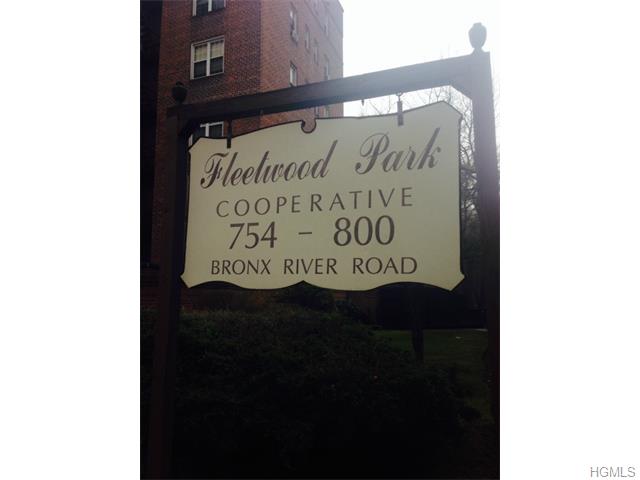 Fleetwood Park
COOPERATIVE
754 - 800
BRONX RIVER ROAD
HGMLS